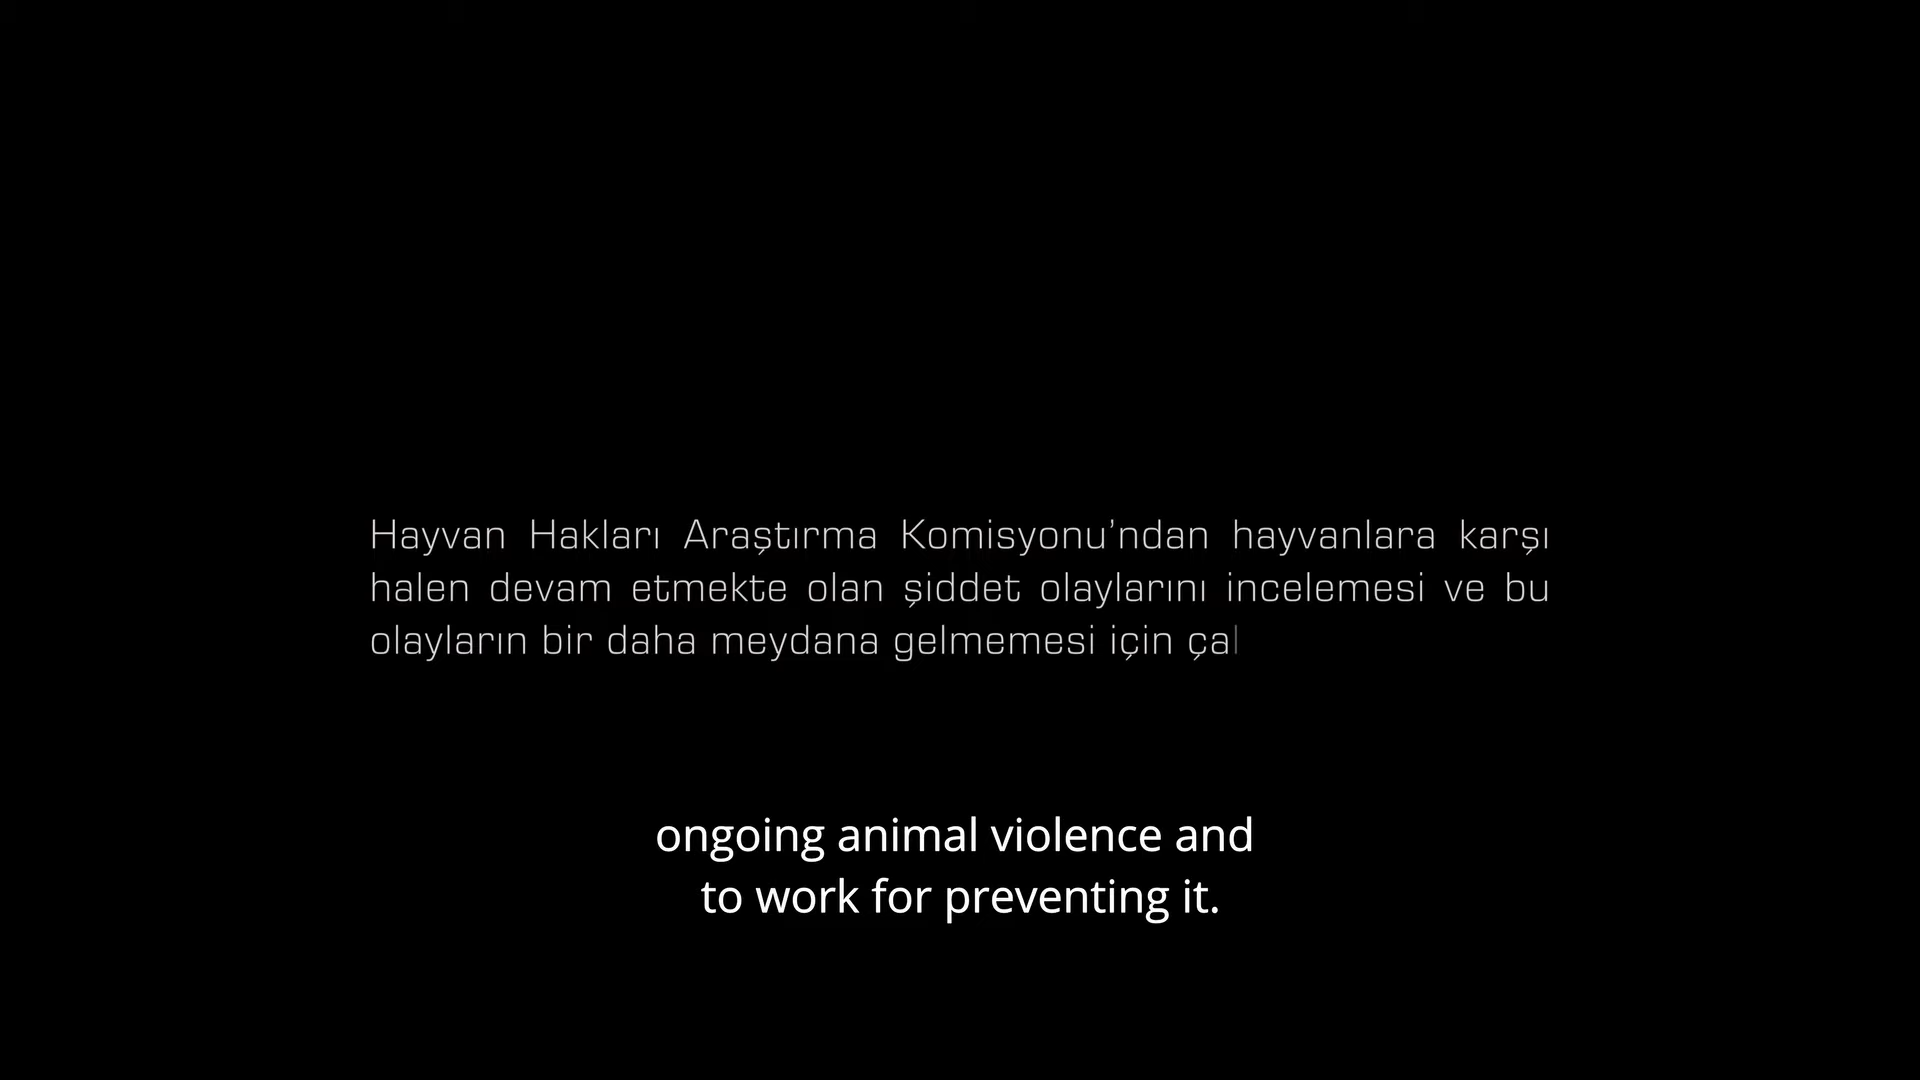 Hayvan Hakları Araştırma Komisyonu’ndan hayvanlara karşı
halen devam etmekte olan şiddet olaylarını incelemesi ve bu
olayların bir daha meydana gelmemesi için çal
ongoing animal violence and
to work for preventing it.